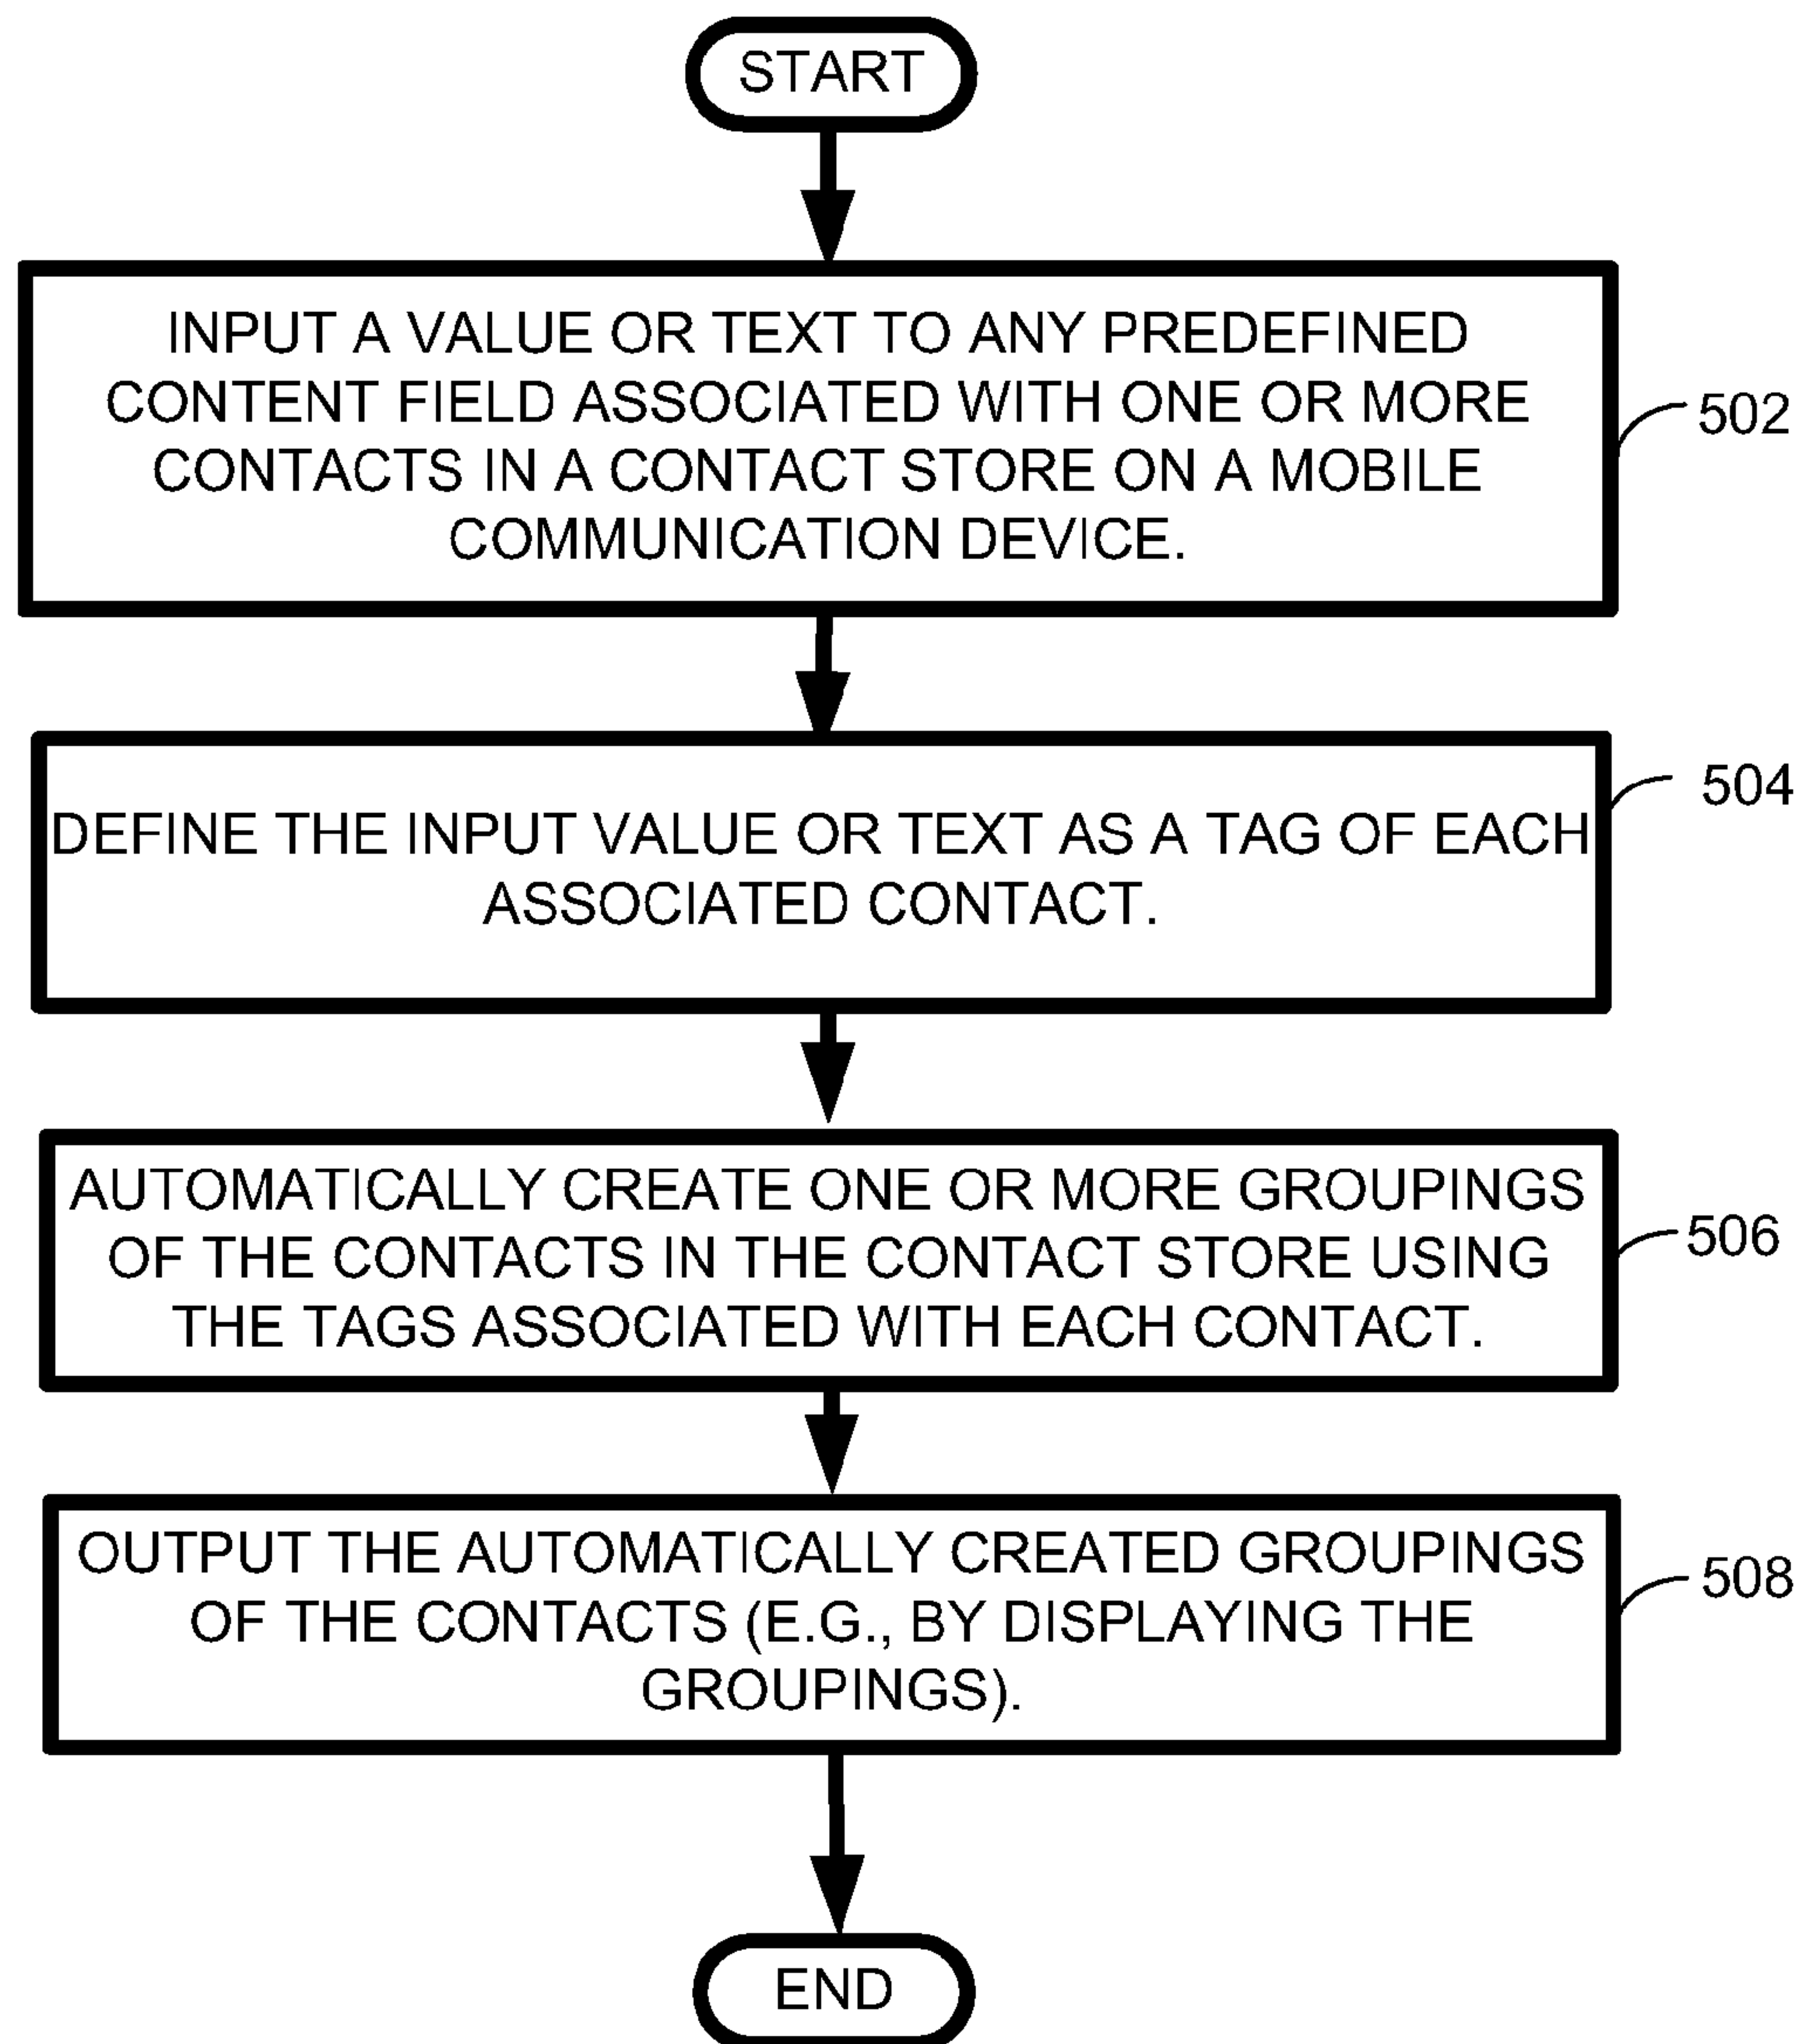 START
INPUT A VALUE OR TEXT TO ANY PREDEFINED
CONTENT FIELD ASSOCIATED WITH ONE OR MORE
CONTACTS IN A CONTACT STORE ON A MOBILE
COMMUNICATION DEVICE.
502
DEFINE THE INPUT VALUE OR TEXT AS A TAG OF EACH
ASSOCIATED CONTACT.
504
AUTOMATICALLY CREATE ONE OR MORE GROUPINGS
OF THE CONTACTS IN THE CONTACT STORE USING
THE TAGS ASSOCIATED WITH EACH CONTACT.
506
OUTPUT THE AUTOMATICALLY CREATED GROUPINGS
OF THE CONTACTS (E.G., BY DISPLAYING THE
GROUPINGS).
508
END